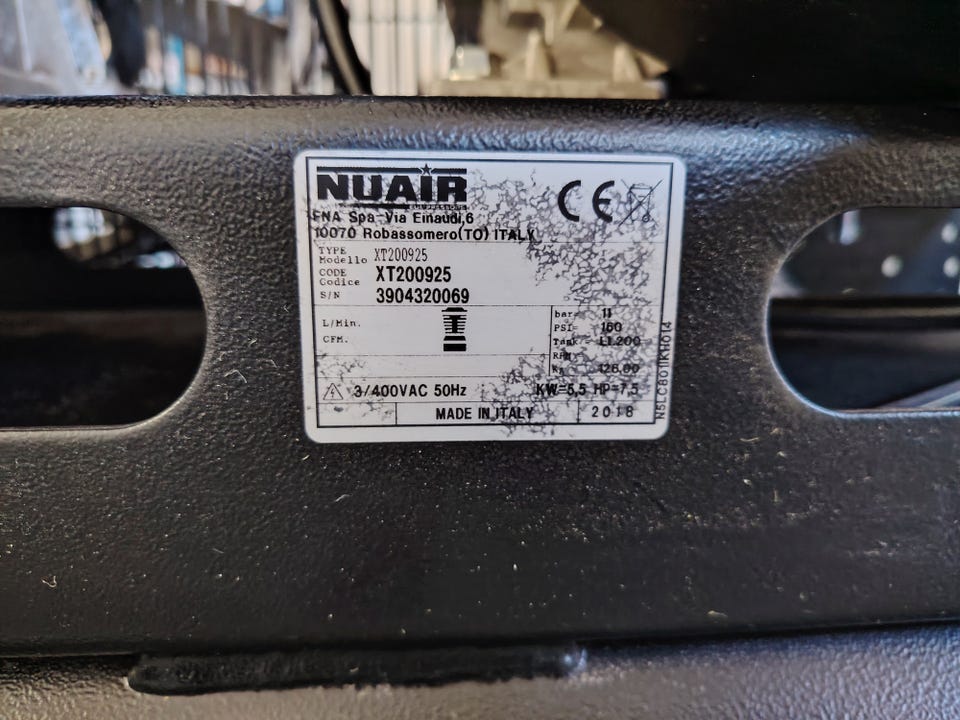 NUAIR
FNA Spa-Via Einaudi,6
10070 Robassomero(TO) ITALY
CE
TYPE
Modello XT200925
CODE
Codice XT200925
S/N 3904320069
L/Min.
CFM.
bar= 11
PSI= 160
Tank= Lt.200
RPM
Kg 126.00
3/400VAC 50Hz KW=5,5 HP=7,5
MADE IN ITALY 2018